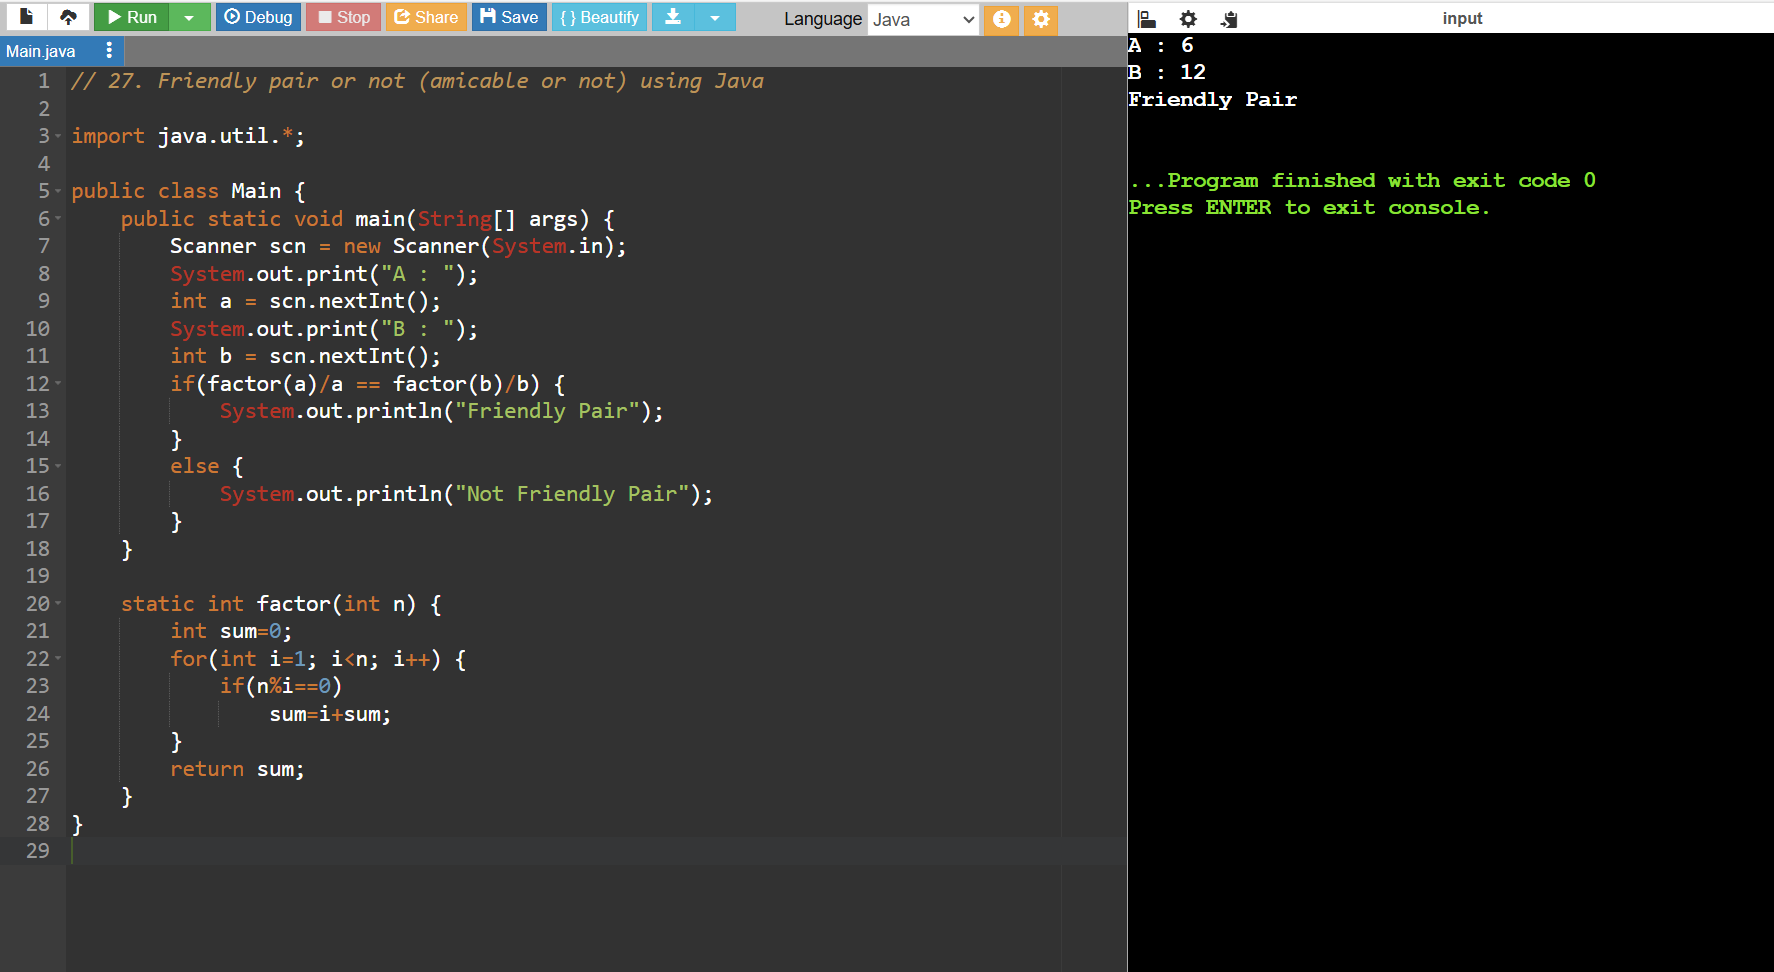 Run Debug Stop Share Save { } Beautify Language Java
input
Main.java
1 // 27. Friendly pair or not (amicable or not) using Java
2
3 import java.util.*;
4
5 public class Main {
6 public static void main(String[] args) {
7 Scanner scn = new Scanner(System.in);
8 System.out.print("A : ");
9 int a = scn.nextInt();
10 System.out.print("B : ");
11 int b = scn.nextInt();
12 if(factor(a)/a == factor(b)/b) {
13 System.out.println("Friendly Pair");
14 }
15 else {
16 System.out.println("Not Friendly Pair");
17 }
18 }
19
20 static int factor(int n) {
21 int sum=0;
22 for(int i=1; i<n; i++) {
23 if(n%i==0)
24 sum=i+sum;
25 }
26 return sum;
27 }
28 }
29
A : 6
B : 12
Friendly Pair
...Program finished with exit code 0
Press ENTER to exit console.